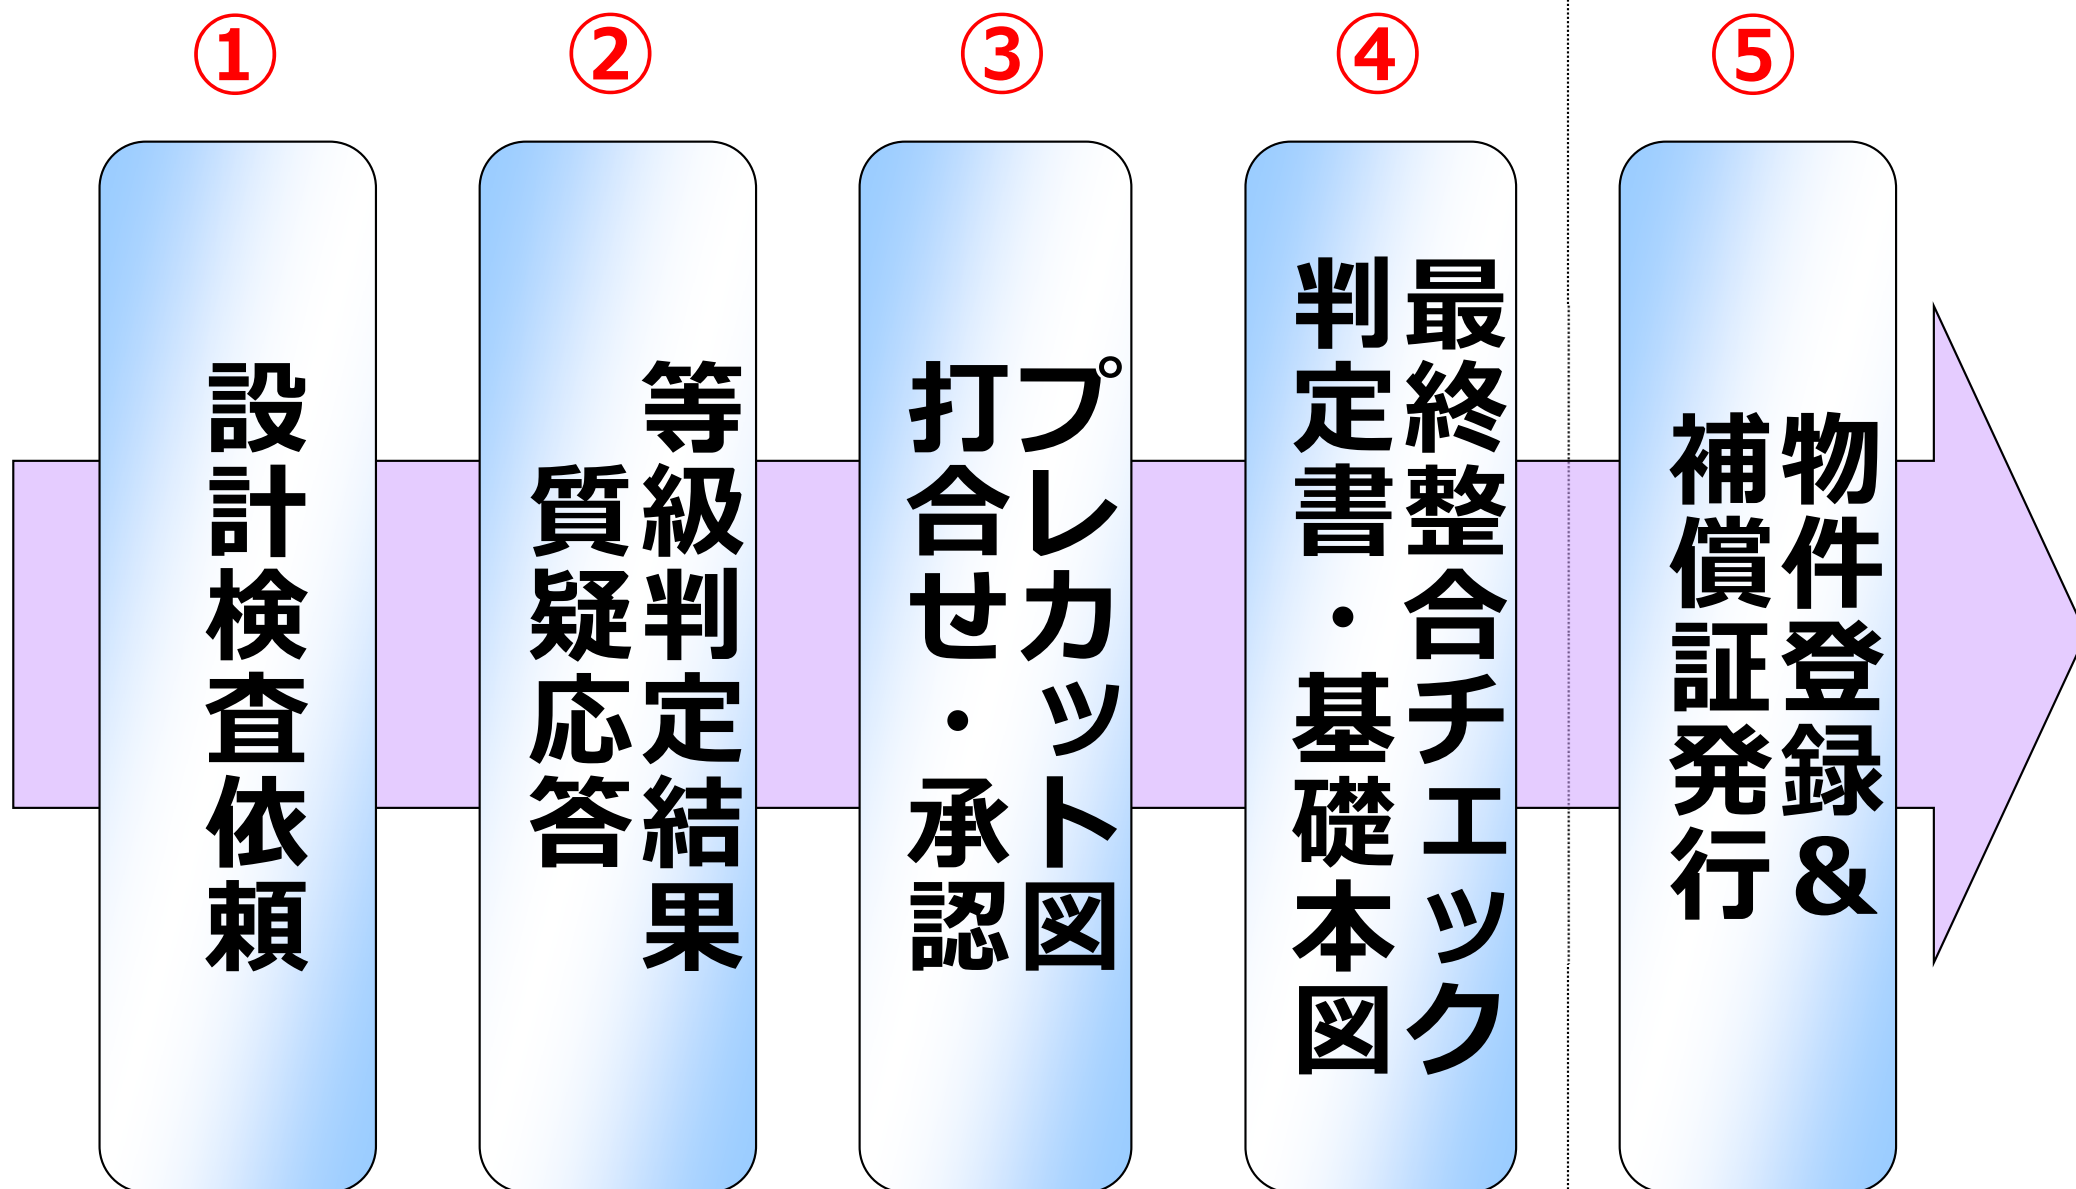 ①
設計検査依頼
②
等級判定結果
質疑応答
③
プレカット図
打合せ・承認
④
最終整合チェック
判定書・基礎基本図
⑤
物件登録&
補償証発行